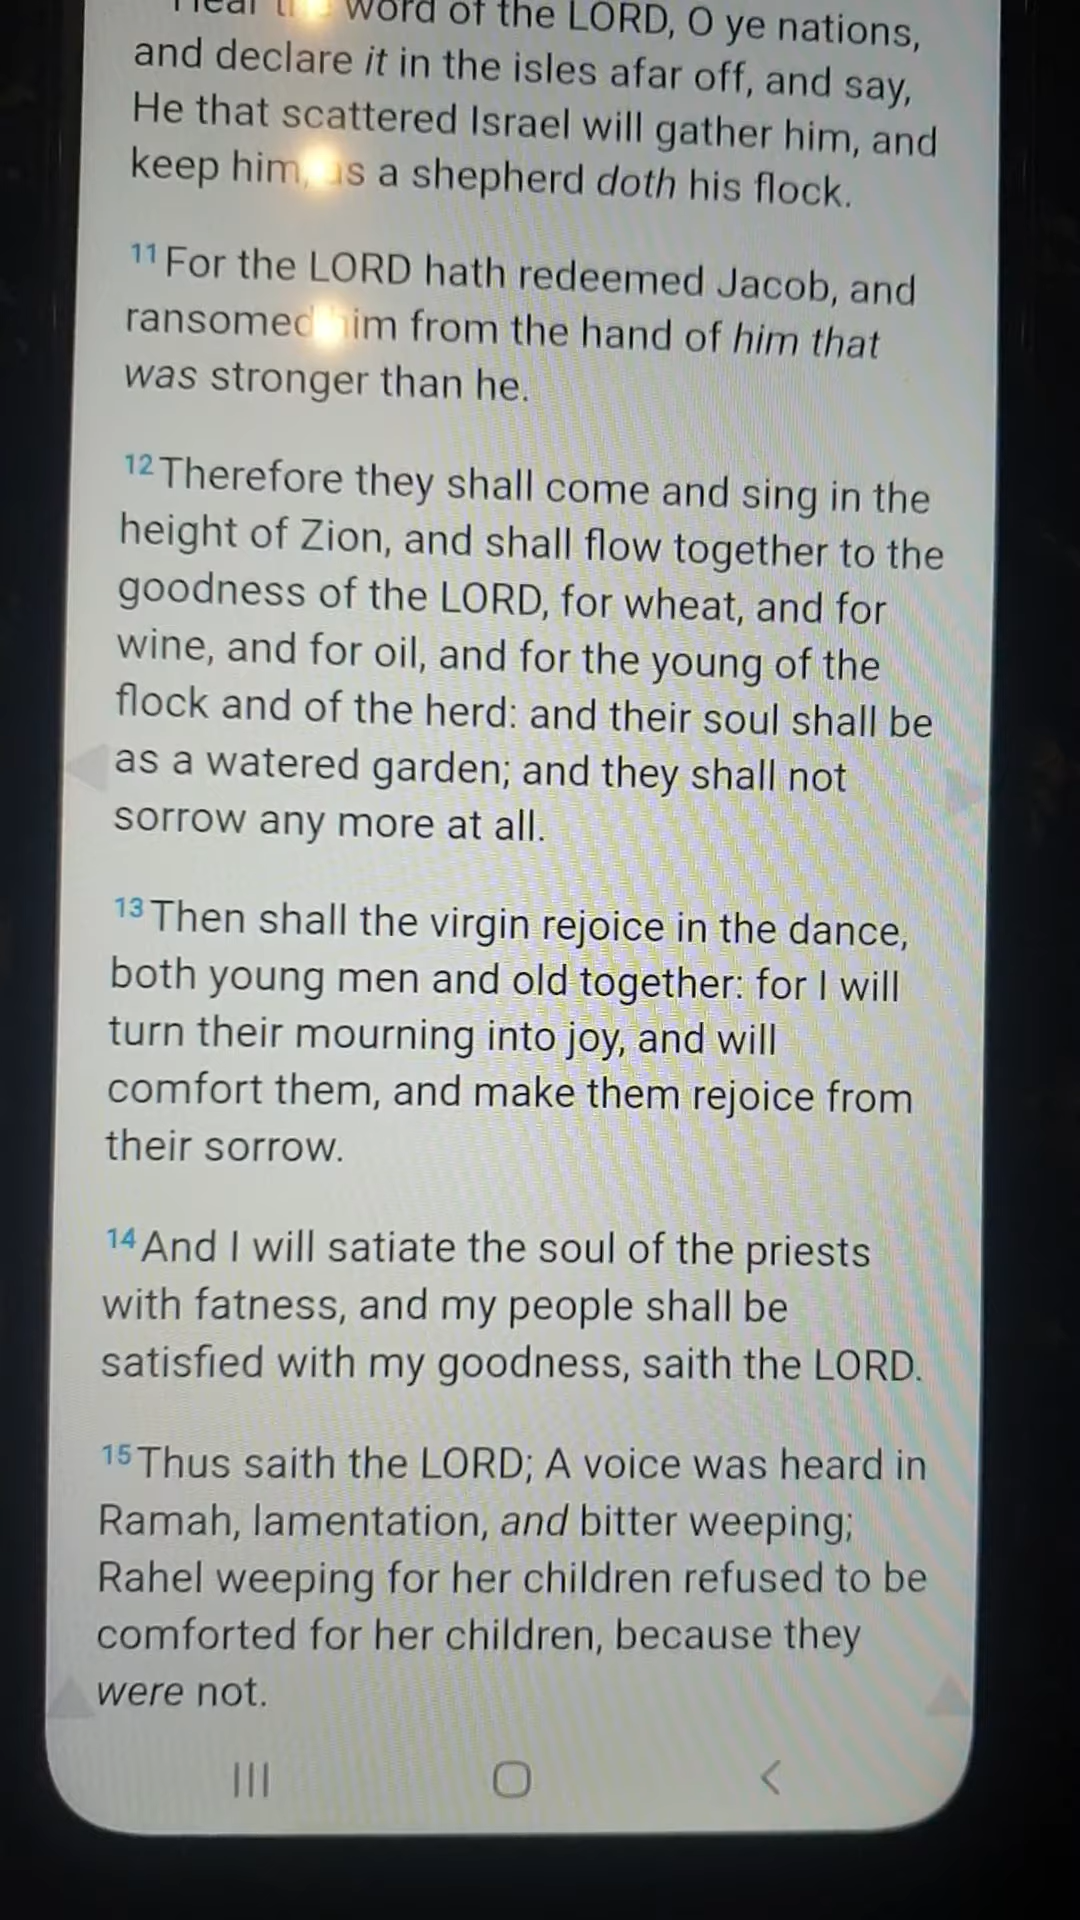 word of the LORD, O ye nations,
and declare it in the isles afar off, and say,
He that scattered Israel will gather him, and
keep him, as a shepherd doth his flock.
11 For the LORD hath redeemed Jacob, and
ransomed him from the hand of him that
was stronger than he.
12 Therefore they shall come and sing in the
height of Zion, and shall flow together to the
goodness of the LORD, for wheat, and for
wine, and for oil, and for the young of the
flock and of the herd: and their soul shall be
as a watered garden; and they shall not
sorrow any more at all.
13 Then shall the virgin rejoice in the dance,
both young men and old together: for I will
turn their mourning into joy, and will
comfort them, and make them rejoice from
their sorrow.
14 And I will satiate the soul of the priests
with fatness, and my people shall be
satisfied with my goodness, saith the LORD.
15 Thus saith the LORD; A voice was heard in
Ramah, lamentation, and bitter weeping;
Rahel weeping for her children refused to be
comforted for her children, because they
were not.